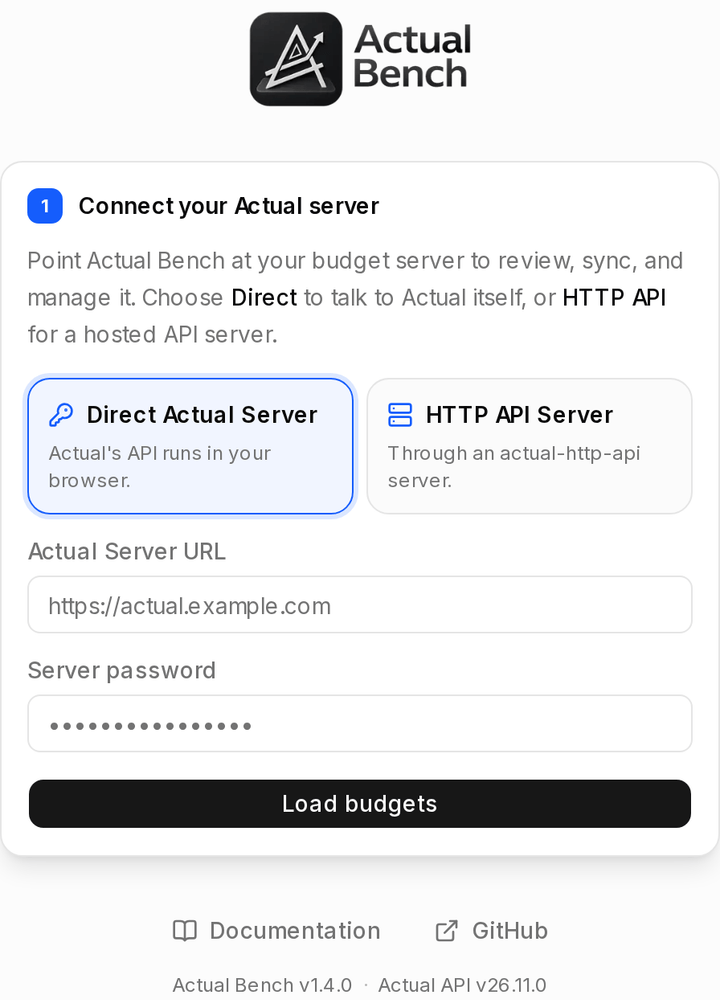 Actual
Bench
1 Connect your Actual server
Point Actual Bench at your budget server to review, sync, and
manage it. Choose Direct to talk to Actual itself, or HTTP API
for a hosted API server.
Direct Actual Server
Actual's API runs in your
browser.
HTTP API Server
Through an actual-http-api
server.
Actual Server URL
https://actual.example.com
Server password
••••••••••••••••
Load budgets
Documentation
GitHub
Actual Bench v1.4.0 · Actual API v26.11.0